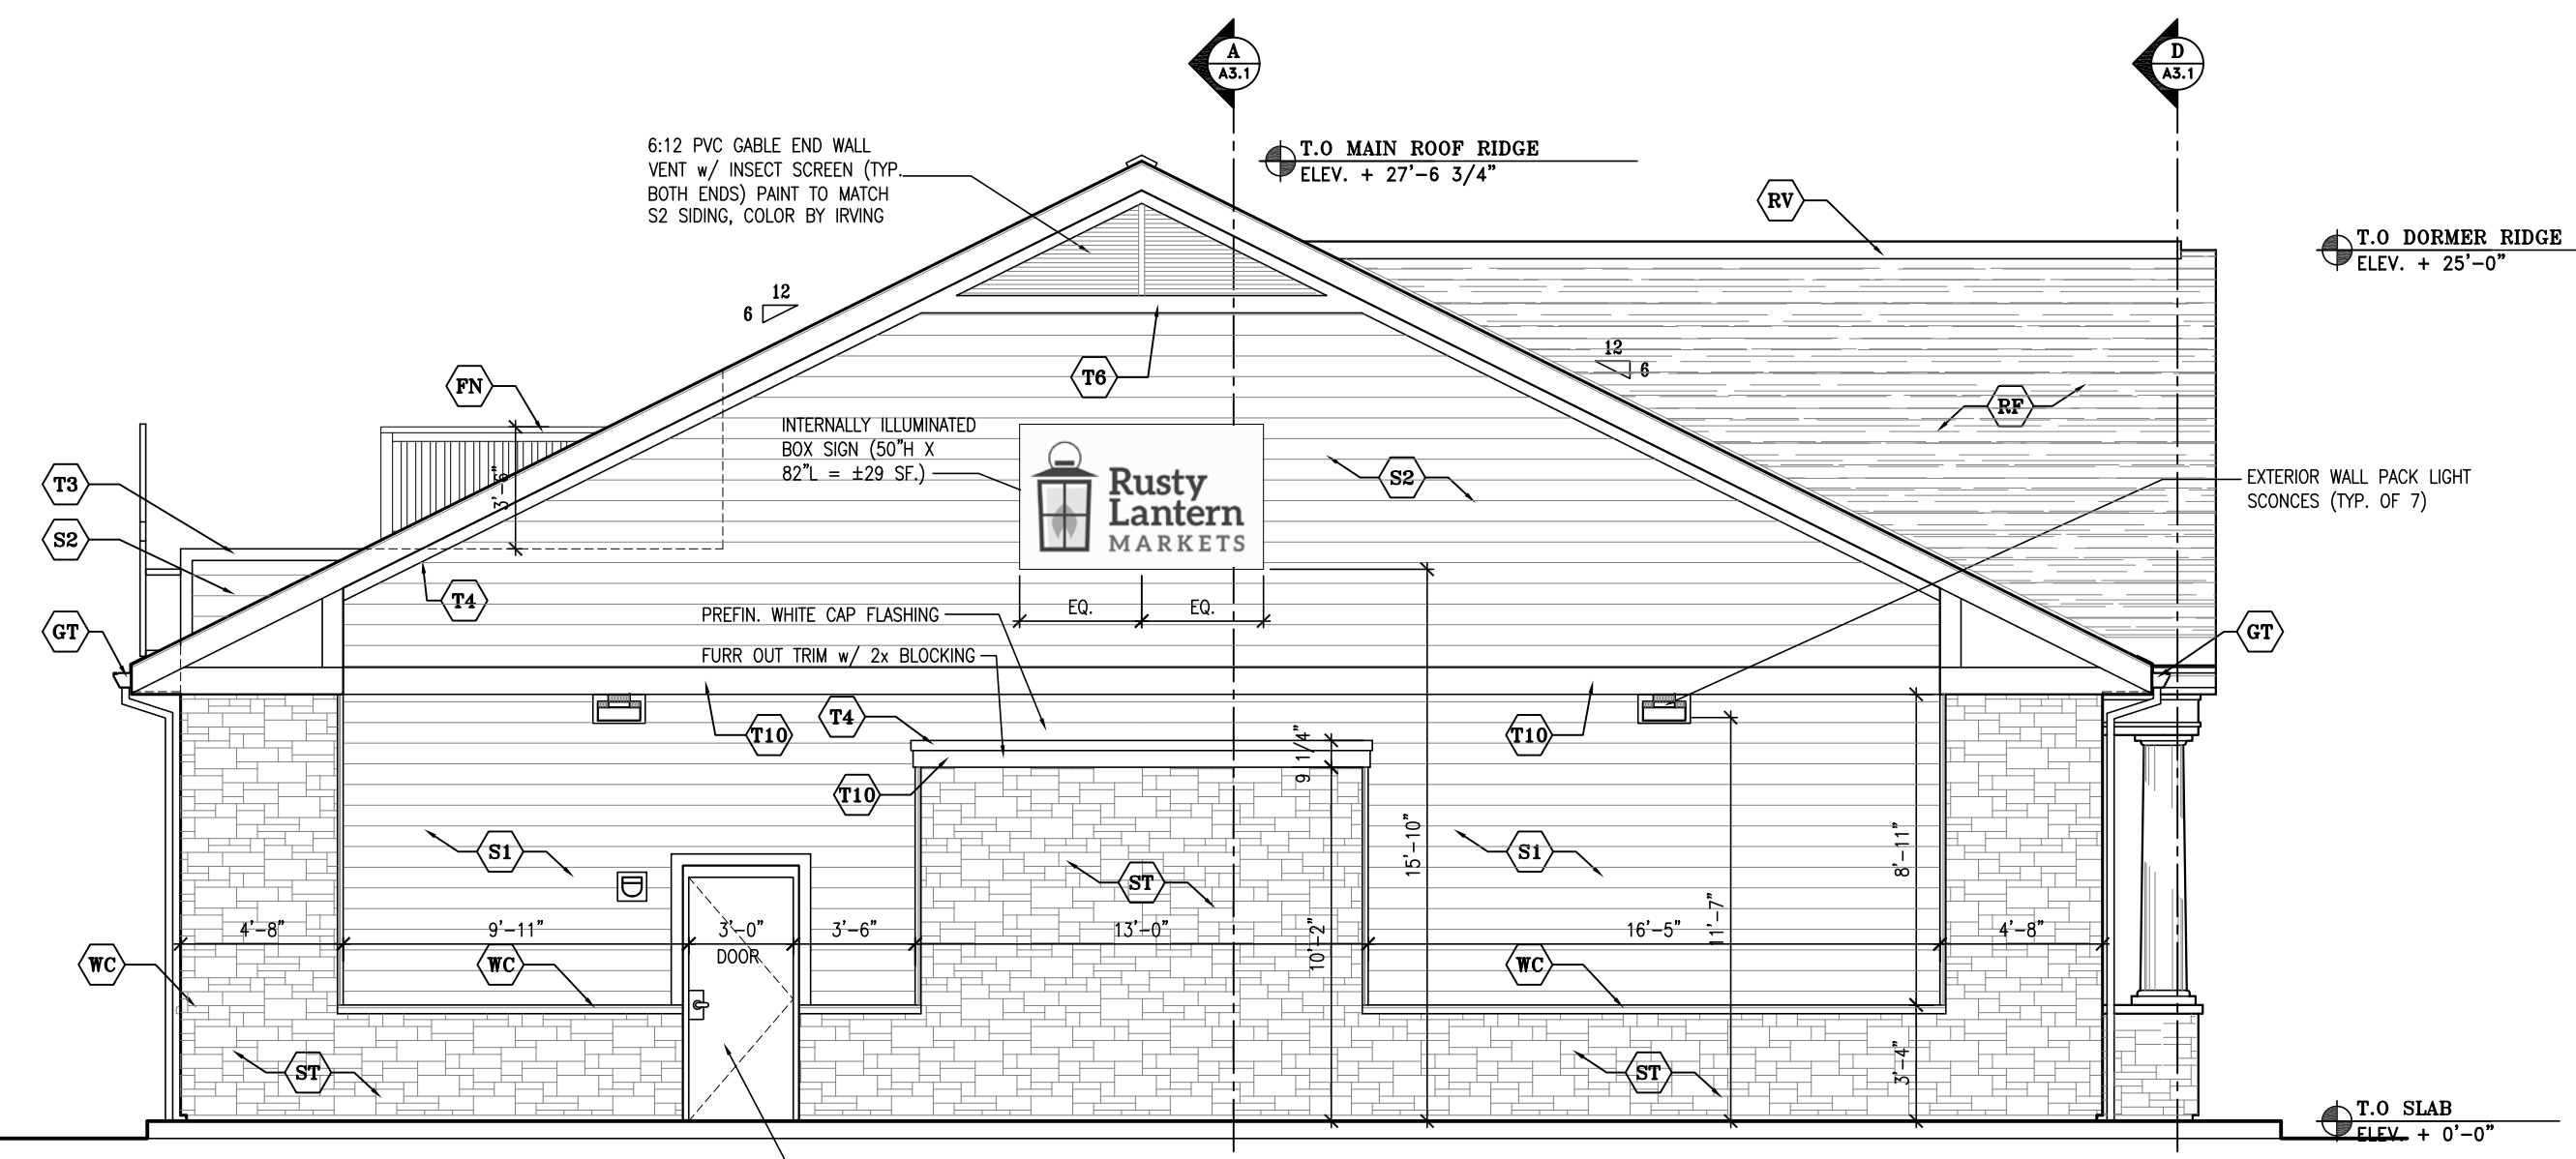 A
A3.1
D
A3.1
6:12 PVC GABLE END WALL
VENT w/ INSECT SCREEN (TYP.
BOTH ENDS) PAINT TO MATCH
S2 SIDING, COLOR BY IRVING
T.O MAIN ROOF RIDGE
ELEV. + 27'-6 3/4"
RV
T.O DORMER RIDGE
ELEV. + 25'-0"
12
6
12
6
FN
T6
RF
INTERNALLY ILLUMINATED
BOX SIGN (50"H X
82"L = ±29 SF.)
Rusty
Lantern
MARKETS
S2
EXTERIOR WALL PACK LIGHT
SCONCES (TYP. OF 7)
T3
3'-6"
S2
T4
GT
EQ.
EQ.
PREFIN. WHITE CAP FLASHING
GT
FURR OUT TRIM w/ 2x BLOCKING
T4
T10
T10
9 1/4"
T10
S1
ST
S1
15'-10"
8'-11"
4'-8"
9'-11"
3'-0"
DOOR
3'-6"
13'-0"
10'-2"
16'-5"
11'-7"
4'-8"
WC
WC
WC
ST
ST
3'-4"
T.O SLAB
ELEV. + 0'-0"